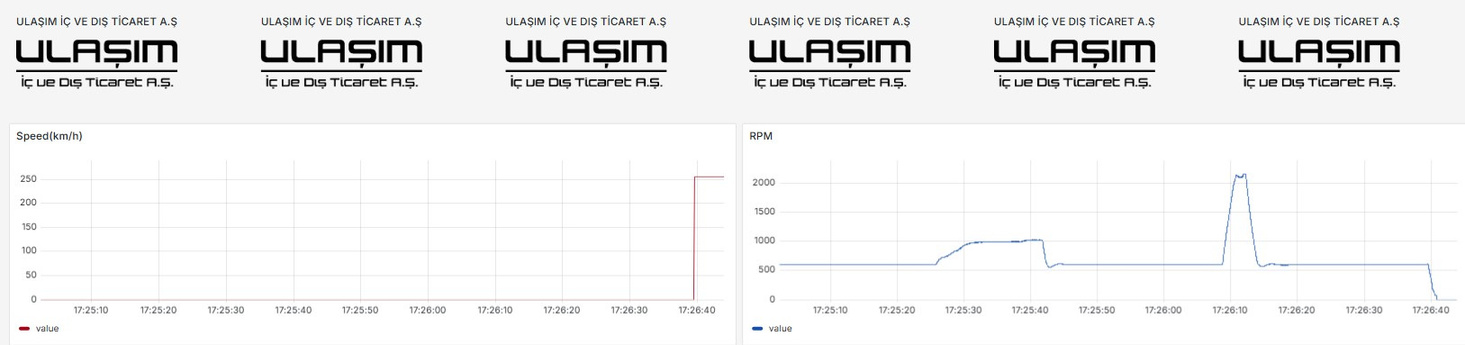 ULAŞIM İÇ VE DIŞ TİCARET A.Ş ULAŞIM İÇ VE DIŞ TİCARET A.Ş ULAŞIM İÇ VE DIŞ TİCARET A.Ş ULAŞIM İÇ VE DIŞ TİCARET A.Ş ULAŞIM İÇ VE DIŞ TİCARET A.Ş ULAŞIM İÇ VE DIŞ TİCARET A.Ş
ULAŞIM ULAŞIM ULAŞIM ULAŞIM ULAŞIM ULAŞIM
İç ve Dış Ticaret A.Ş. İç ve Dış Ticaret A.Ş. İç ve Dış Ticaret A.Ş. İç ve Dış Ticaret A.Ş. İç ve Dış Ticaret A.Ş. İç ve Dış Ticaret A.Ş.
Speed(km/h)
250
200
150
100
50
0
17:25:10 17:25:20 17:25:30 17:25:40 17:25:50 17:26:00 17:26:10 17:26:20 17:26:30 17:26:40
value
RPM
2000
1500
1000
500
0
17:25:10 17:25:20 17:25:30 17:25:40 17:25:50 17:26:00 17:26:10 17:26:20 17:26:30 17:26:40
value